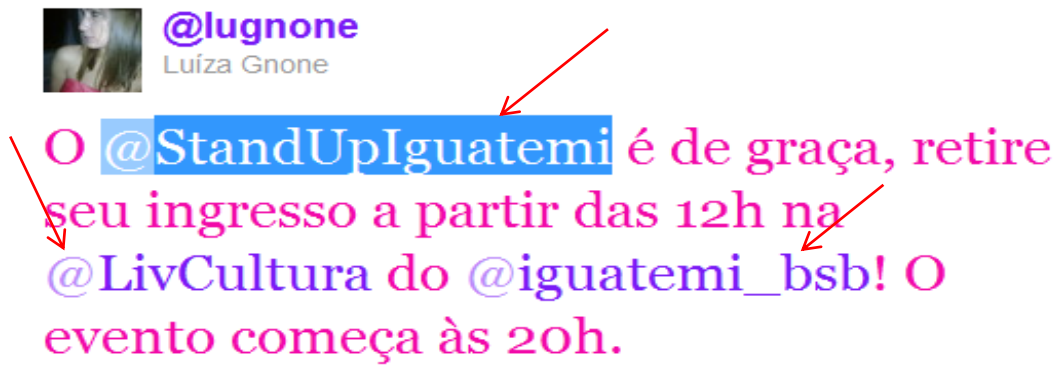 @lugnone
Luíza Gnone
O @StandUpIguatemi é de graça, retire
seu ingresso a partir das 12h na
@LivCultura do @iguatemi_bsb! O
evento começa às 20h.